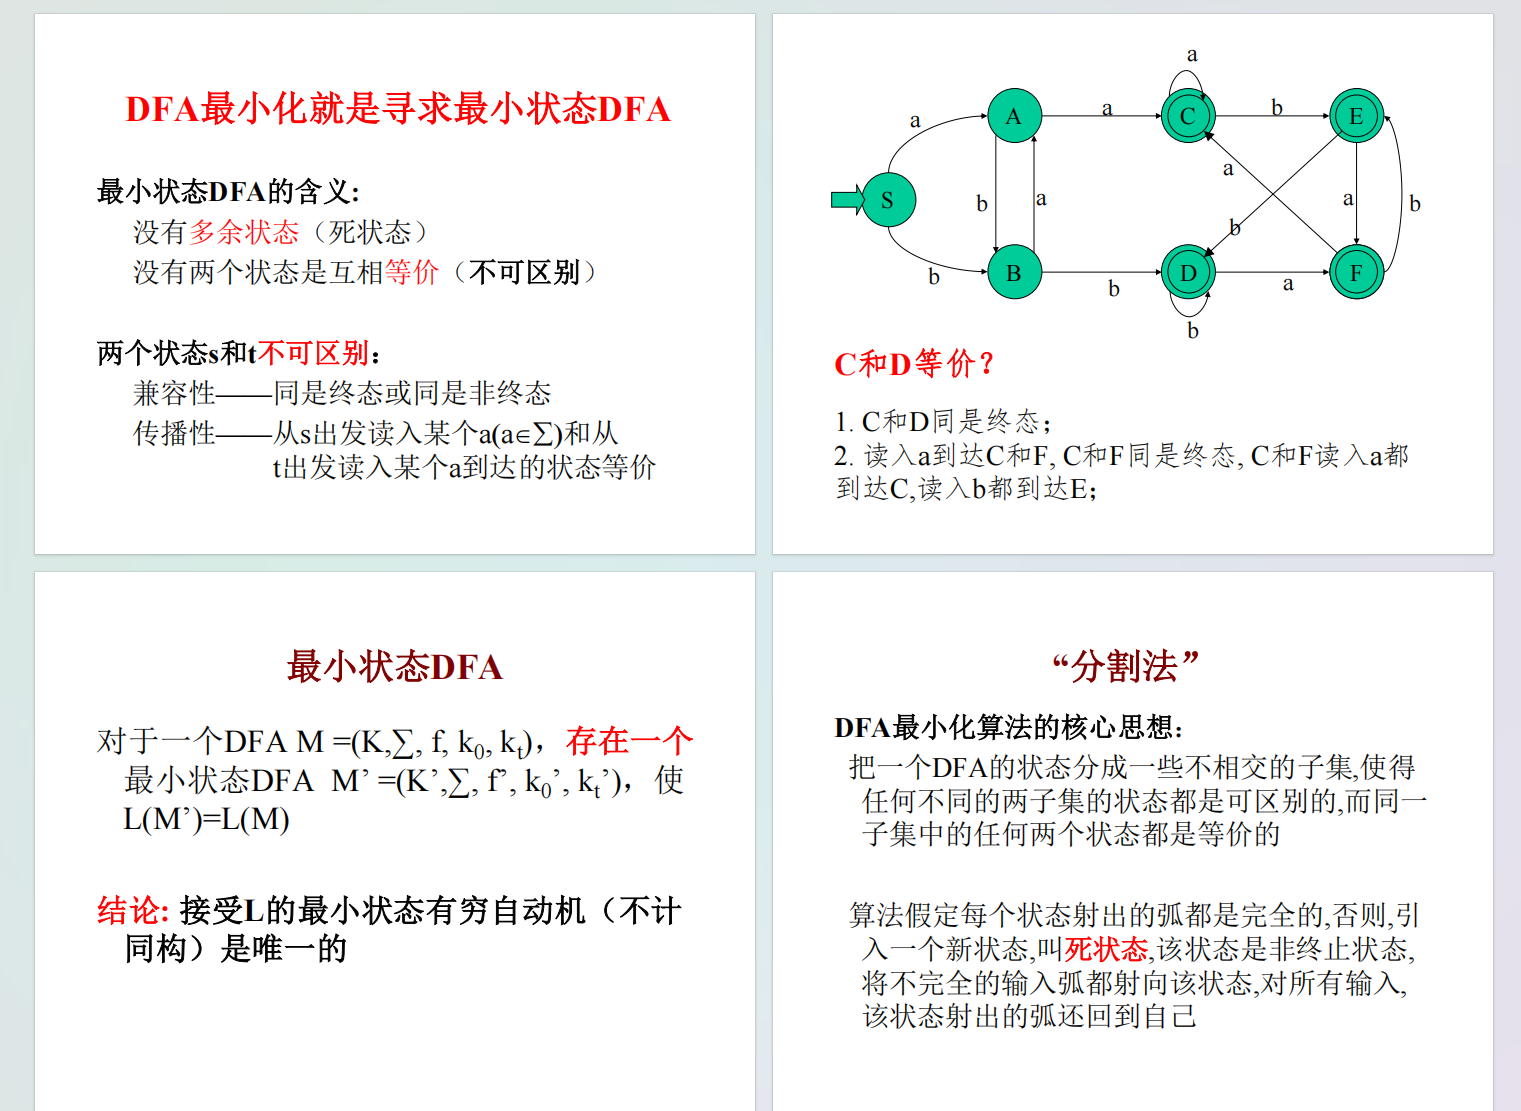 DFA最小化就是寻求最小状态DFA
最小状态DFA的含义:
没有多余状态（死状态）
没有两个状态是互相等价（不可区别）
两个状态s和t不可区别：
兼容性——同是终态或同是非终态
传播性——从s出发读入某个a(a∈∑)和从
t出发读入某个a到达的状态等价
a
A
a
C
b
E
a
S
b
a
a
a
b
b
b
B
b
D
a
F
b
C和D等价？
1. C和D同是终态；
2. 读入a到达C和F, C和F同是终态, C和F读入a都
到达C,读入b都到达E；
最小状态DFA
对于一个DFA M =(K,∑, f, k0, kt)，存在一个
最小状态DFA M’ =(K’,∑, f’, k0’, kt’)，使
L(M’)=L(M)
结论: 接受L的最小状态有穷自动机（不计
同构）是唯一的
“分割法”
DFA最小化算法的核心思想：
把一个DFA的状态分成一些不相交的子集,使得
任何不同的两子集的状态都是可区别的,而同一
子集中的任何两个状态都是等价的
算法假定每个状态射出的弧都是完全的,否则,引
入一个新状态,叫死状态,该状态是非终止状态,
将不完全的输入弧都射向该状态,对所有输入,
该状态射出的弧还回到自己